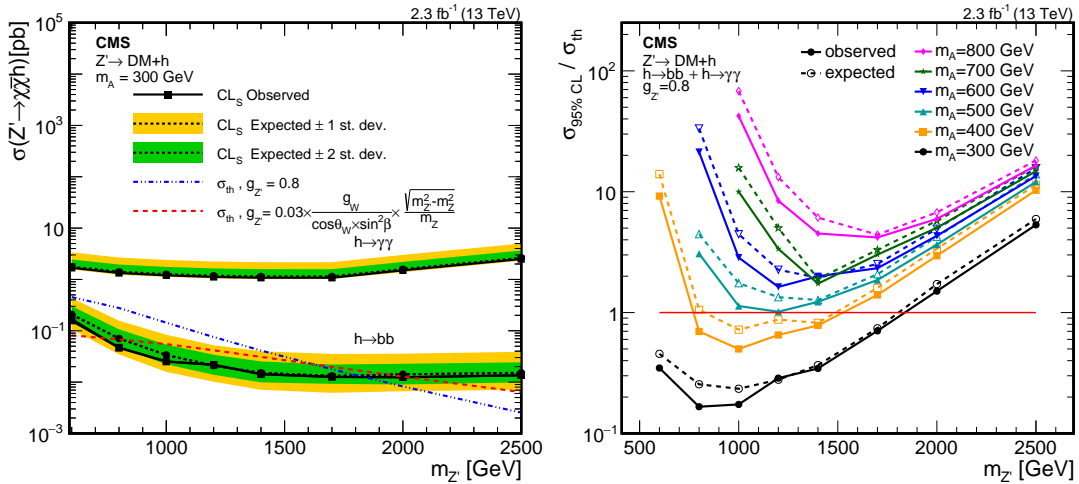 2.3 fb⁻¹ (13 TeV)
CMS
Z'→ DM+h
m_A = 300 GeV
CL_S Observed
CL_S Expected ± 1 st. dev.
CL_S Expected ± 2 st. dev.
σ_th , g_Z' = 0.8
σ_th , g_Z' = 0.03 × g_W / (cosθ_W × sin²β) × √(m²_Z' - m²_Z) / m_Z
h→γγ
h→bb
σ(Z'→χχ̄h)[pb]
10⁵
10³
10
10⁻¹
10⁻³
1000
1500
2000
2500
m_Z' [GeV]
2.3 fb⁻¹ (13 TeV)
CMS
Z'→ DM+h
h→bb + h→γγ
g_Z'=0.8
observed
expected
m_A=800 GeV
m_A=700 GeV
m_A=600 GeV
m_A=500 GeV
m_A=400 GeV
m_A=300 GeV
σ_95% CL / σ_th
10²
10
1
10⁻¹
500
1000
1500
2000
2500
m_Z' [GeV]